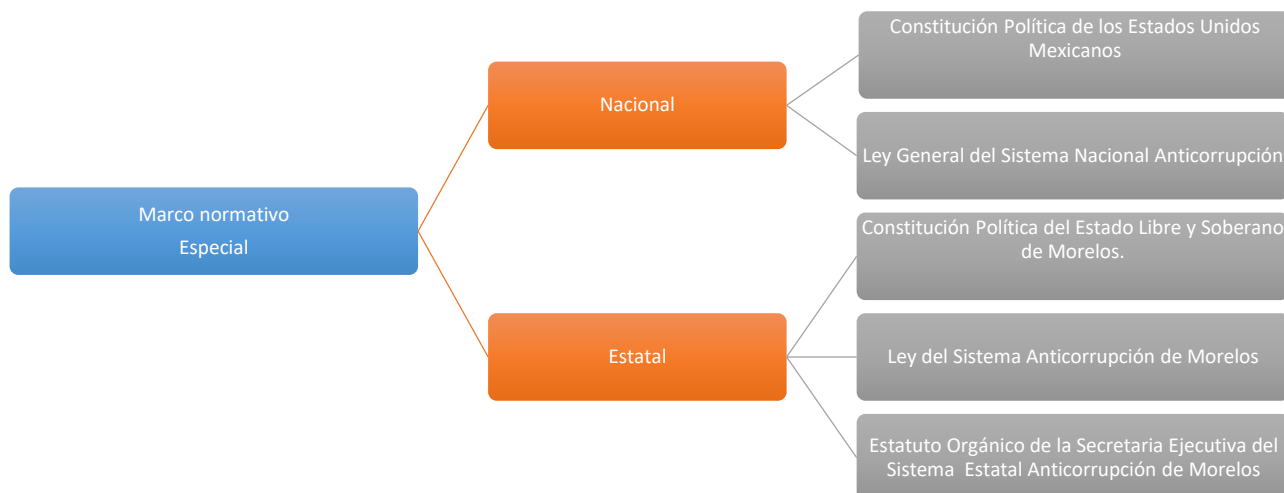 Marco normativo
Especial
Nacional
Constitución Política de los Estados Unidos
Mexicanos
Ley General del Sistema Nacional Anticorrupción
Estatal
Constitución Política del Estado Libre y Soberano
de Morelos.
Ley del Sistema Anticorrupción de Morelos
Estatuto Orgánico de la Secretaria Ejecutiva del
Sistema  Estatal Anticorrupción de Morelos